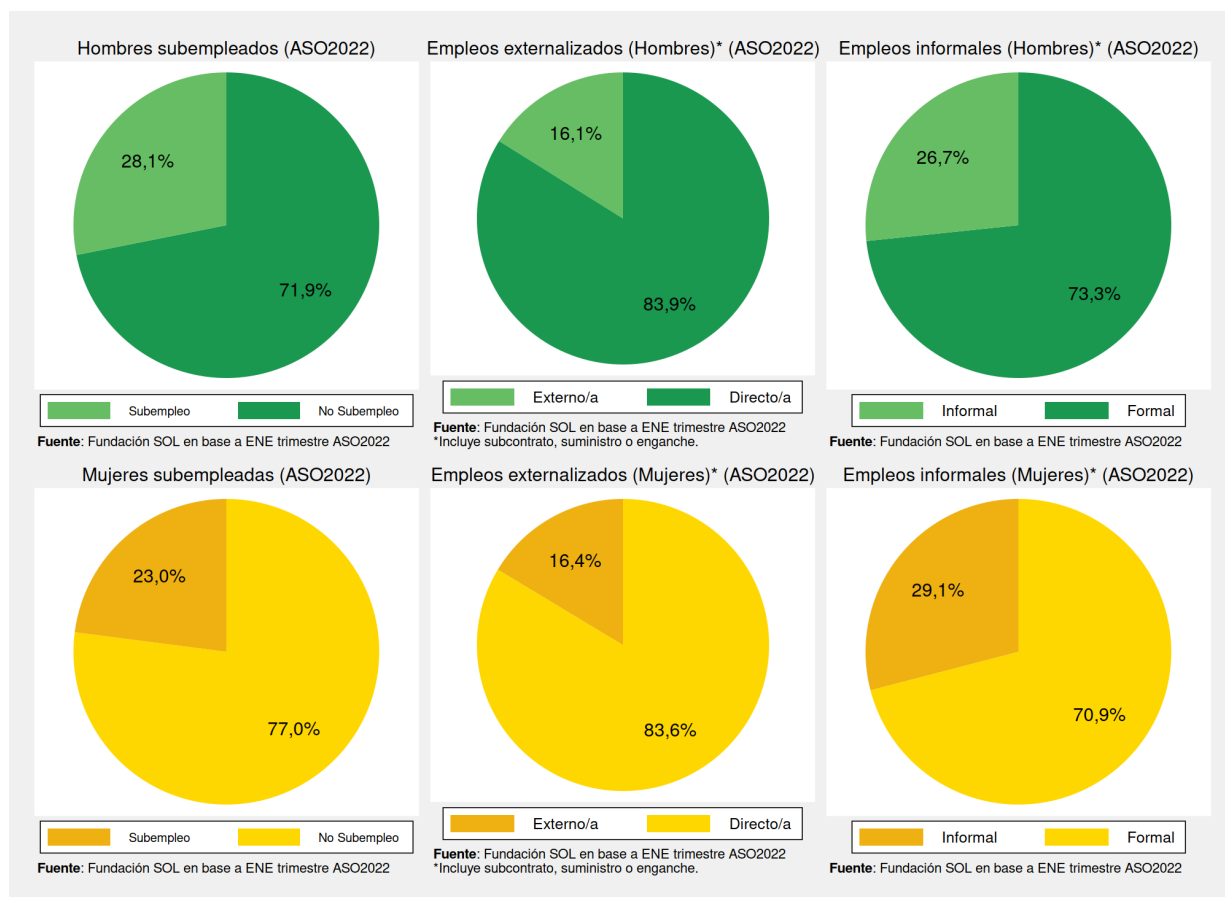 Hombres subempleados (ASO2022)
28,1%
71,9%
Subempleo No Subempleo
Fuente: Fundación SOL en base a ENE trimestre ASO2022
Empleos externalizados (Hombres)* (ASO2022)
16,1%
83,9%
Externo/a Directo/a
Fuente: Fundación SOL en base a ENE trimestre ASO2022
*Incluye subcontrato, suministro o enganche.
Empleos informales (Hombres)* (ASO2022)
26,7%
73,3%
Informal Formal
Fuente: Fundación SOL en base a ENE trimestre ASO2022
Mujeres subempleadas (ASO2022)
23,0%
77,0%
Subempleo No Subempleo
Fuente: Fundación SOL en base a ENE trimestre ASO2022
Empleos externalizados (Mujeres)* (ASO2022)
16,4%
83,6%
Externo/a Directo/a
Fuente: Fundación SOL en base a ENE trimestre ASO2022
*Incluye subcontrato, suministro o enganche.
Empleos informales (Mujeres)* (ASO2022)
29,1%
70,9%
Informal Formal
Fuente: Fundación SOL en base a ENE trimestre ASO2022